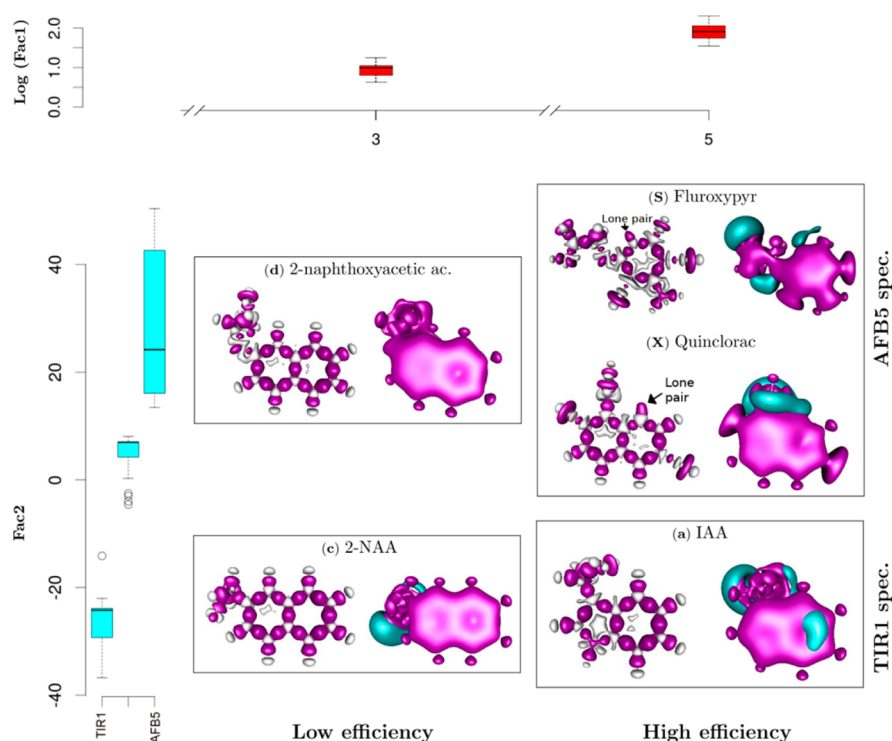 Log (Fac1)
2.0
1.0
0.0
3
5
Fac2
40
20
0
-20
-40
TIR1
AFB5
(S) Fluroxypyr
Lone pair
(d) 2-naphthoxyacetic ac.
(X) Quinclorac
Lone
pair
AFB5 spec.
(c) 2-NAA
(a) IAA
TIR1 spec.
Low efficiency
High efficiency